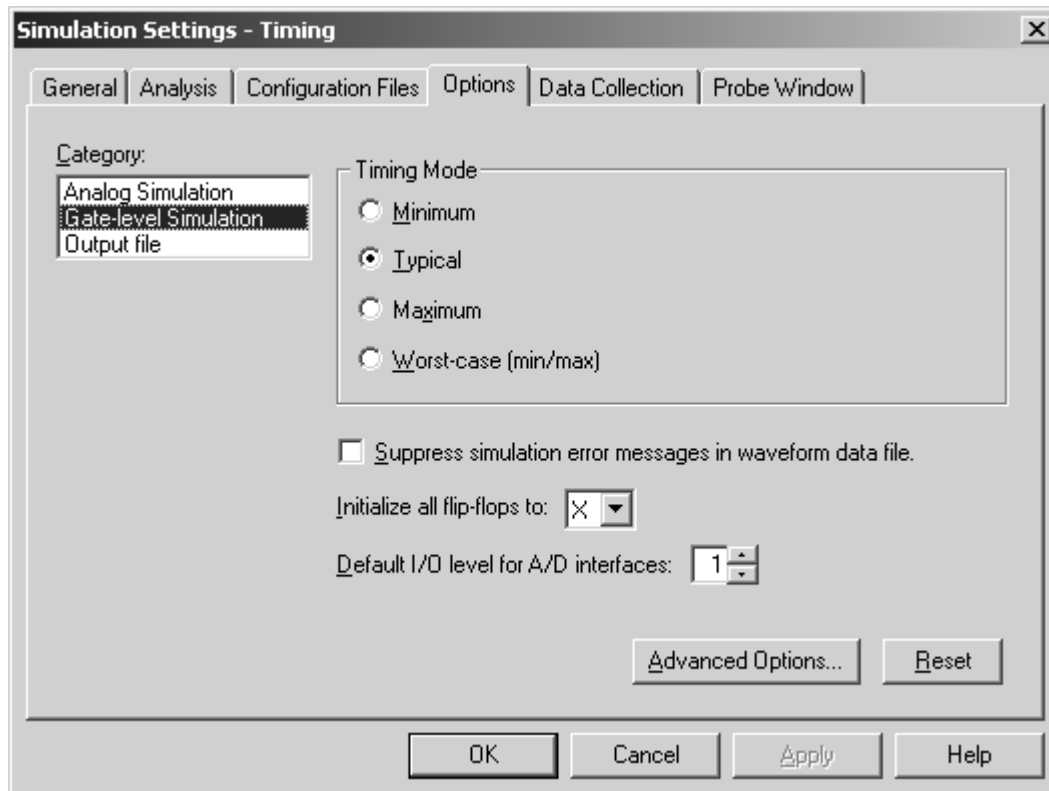 Simulation Settings - Timing
General Analysis Configuration Files Options Data Collection Probe Window
Category:
Analog Simulation
Gate-level Simulation
Output file
Timing Mode
Minimum
Typical
Maximum
Worst-case (min/max)
Suppress simulation error messages in waveform data file.
Initialize all flip-flops to: X
Default I/O level for A/D interfaces: 1
Advanced Options... Reset
OK Cancel Apply Help